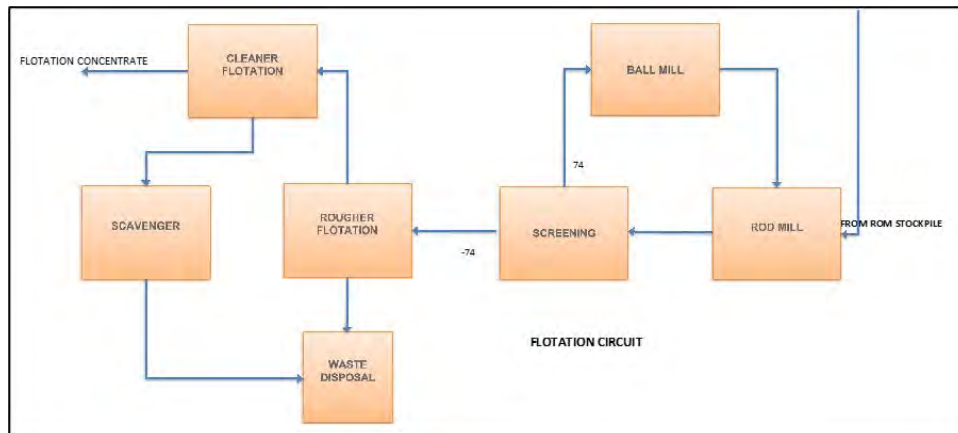 FLOTATION CONCENTRATE
CLEANER
FLOTATION
BALL MILL
74
SCAVENGER
ROUGHER
FLOTATION
SCREENING
ROD MILL
FROM ROM STOCKPILE
-74
FLOTATION CIRCUIT
WASTE
DISPOSAL